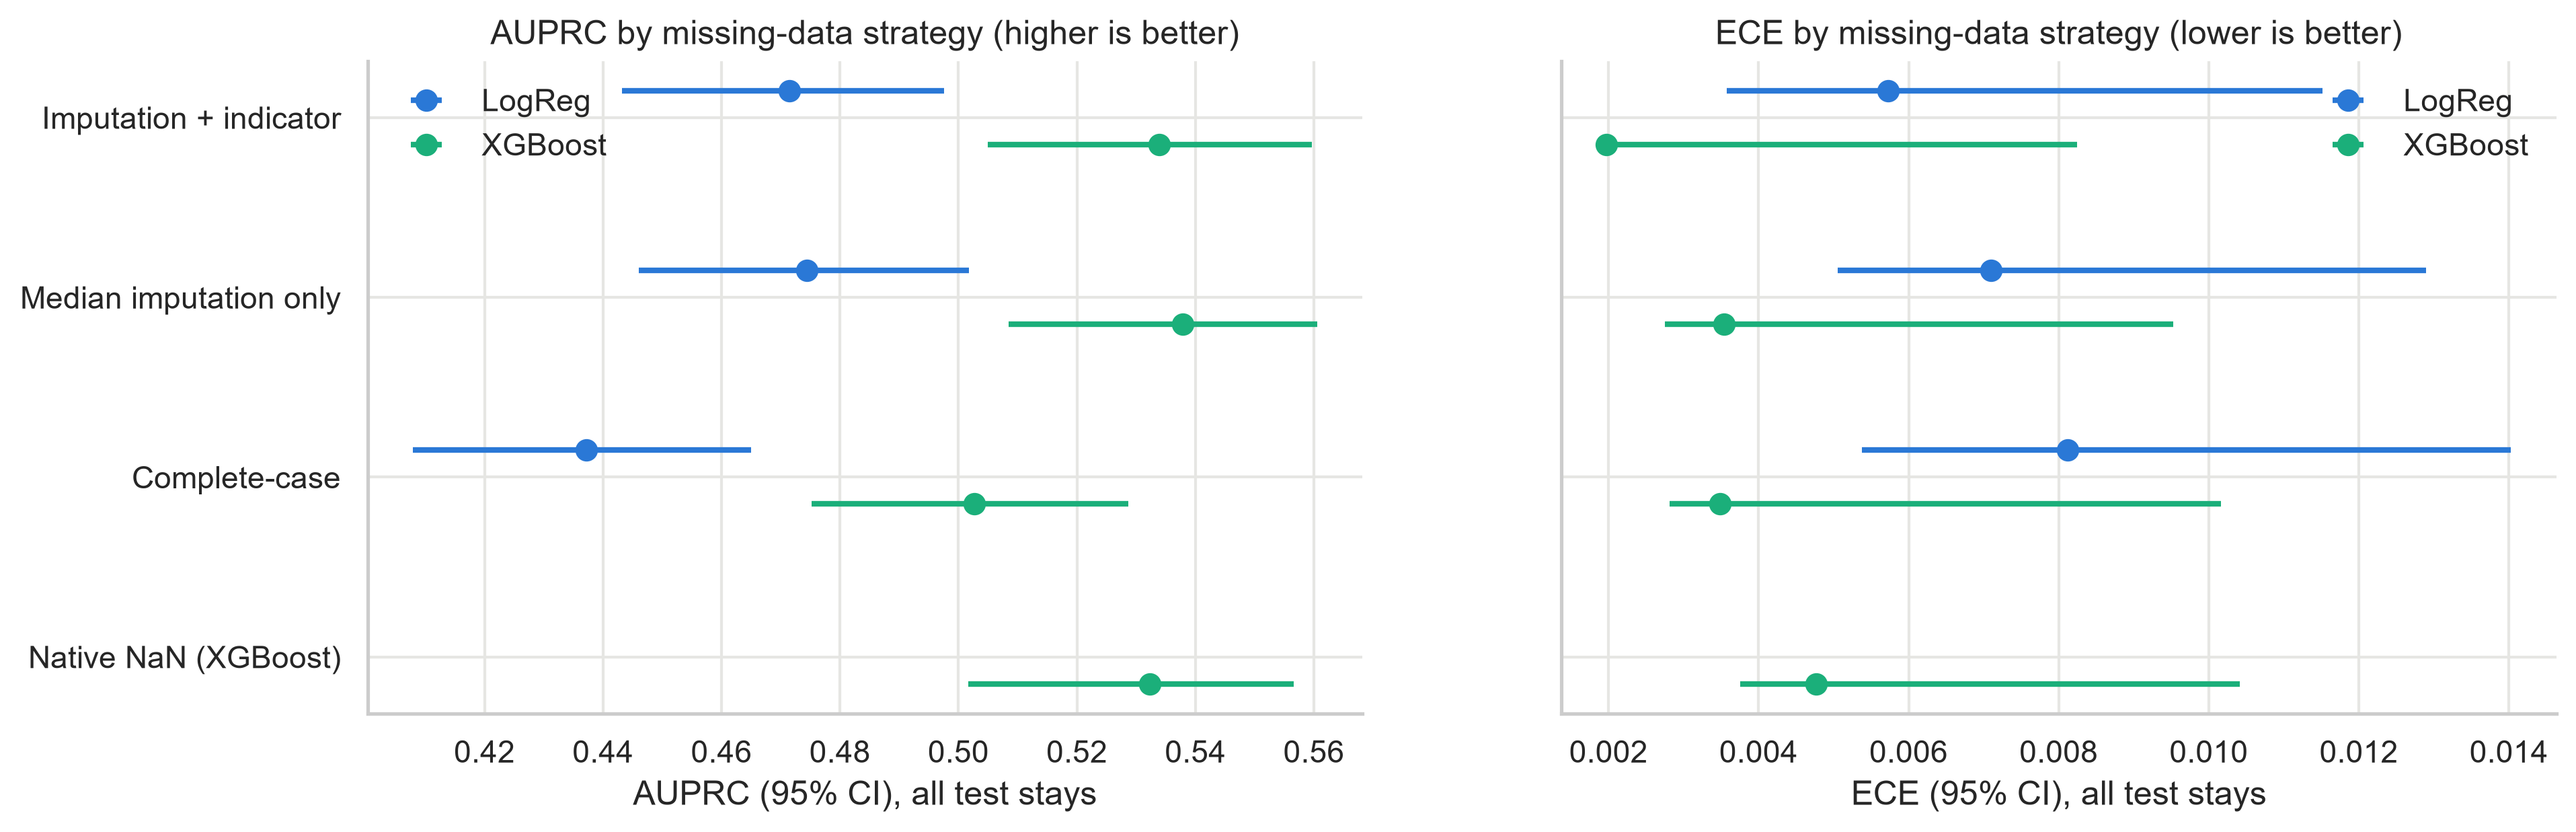 AUPRC by missing-data strategy (higher is better)
LogReg
XGBoost
Imputation + indicator
Median imputation only
Complete-case
Native NaN (XGBoost)
0.42 0.44 0.46 0.48 0.50 0.52 0.54 0.56
AUPRC (95% CI), all test stays
ECE by missing-data strategy (lower is better)
LogReg
XGBoost
0.002 0.004 0.006 0.008 0.010 0.012 0.014
ECE (95% CI), all test stays